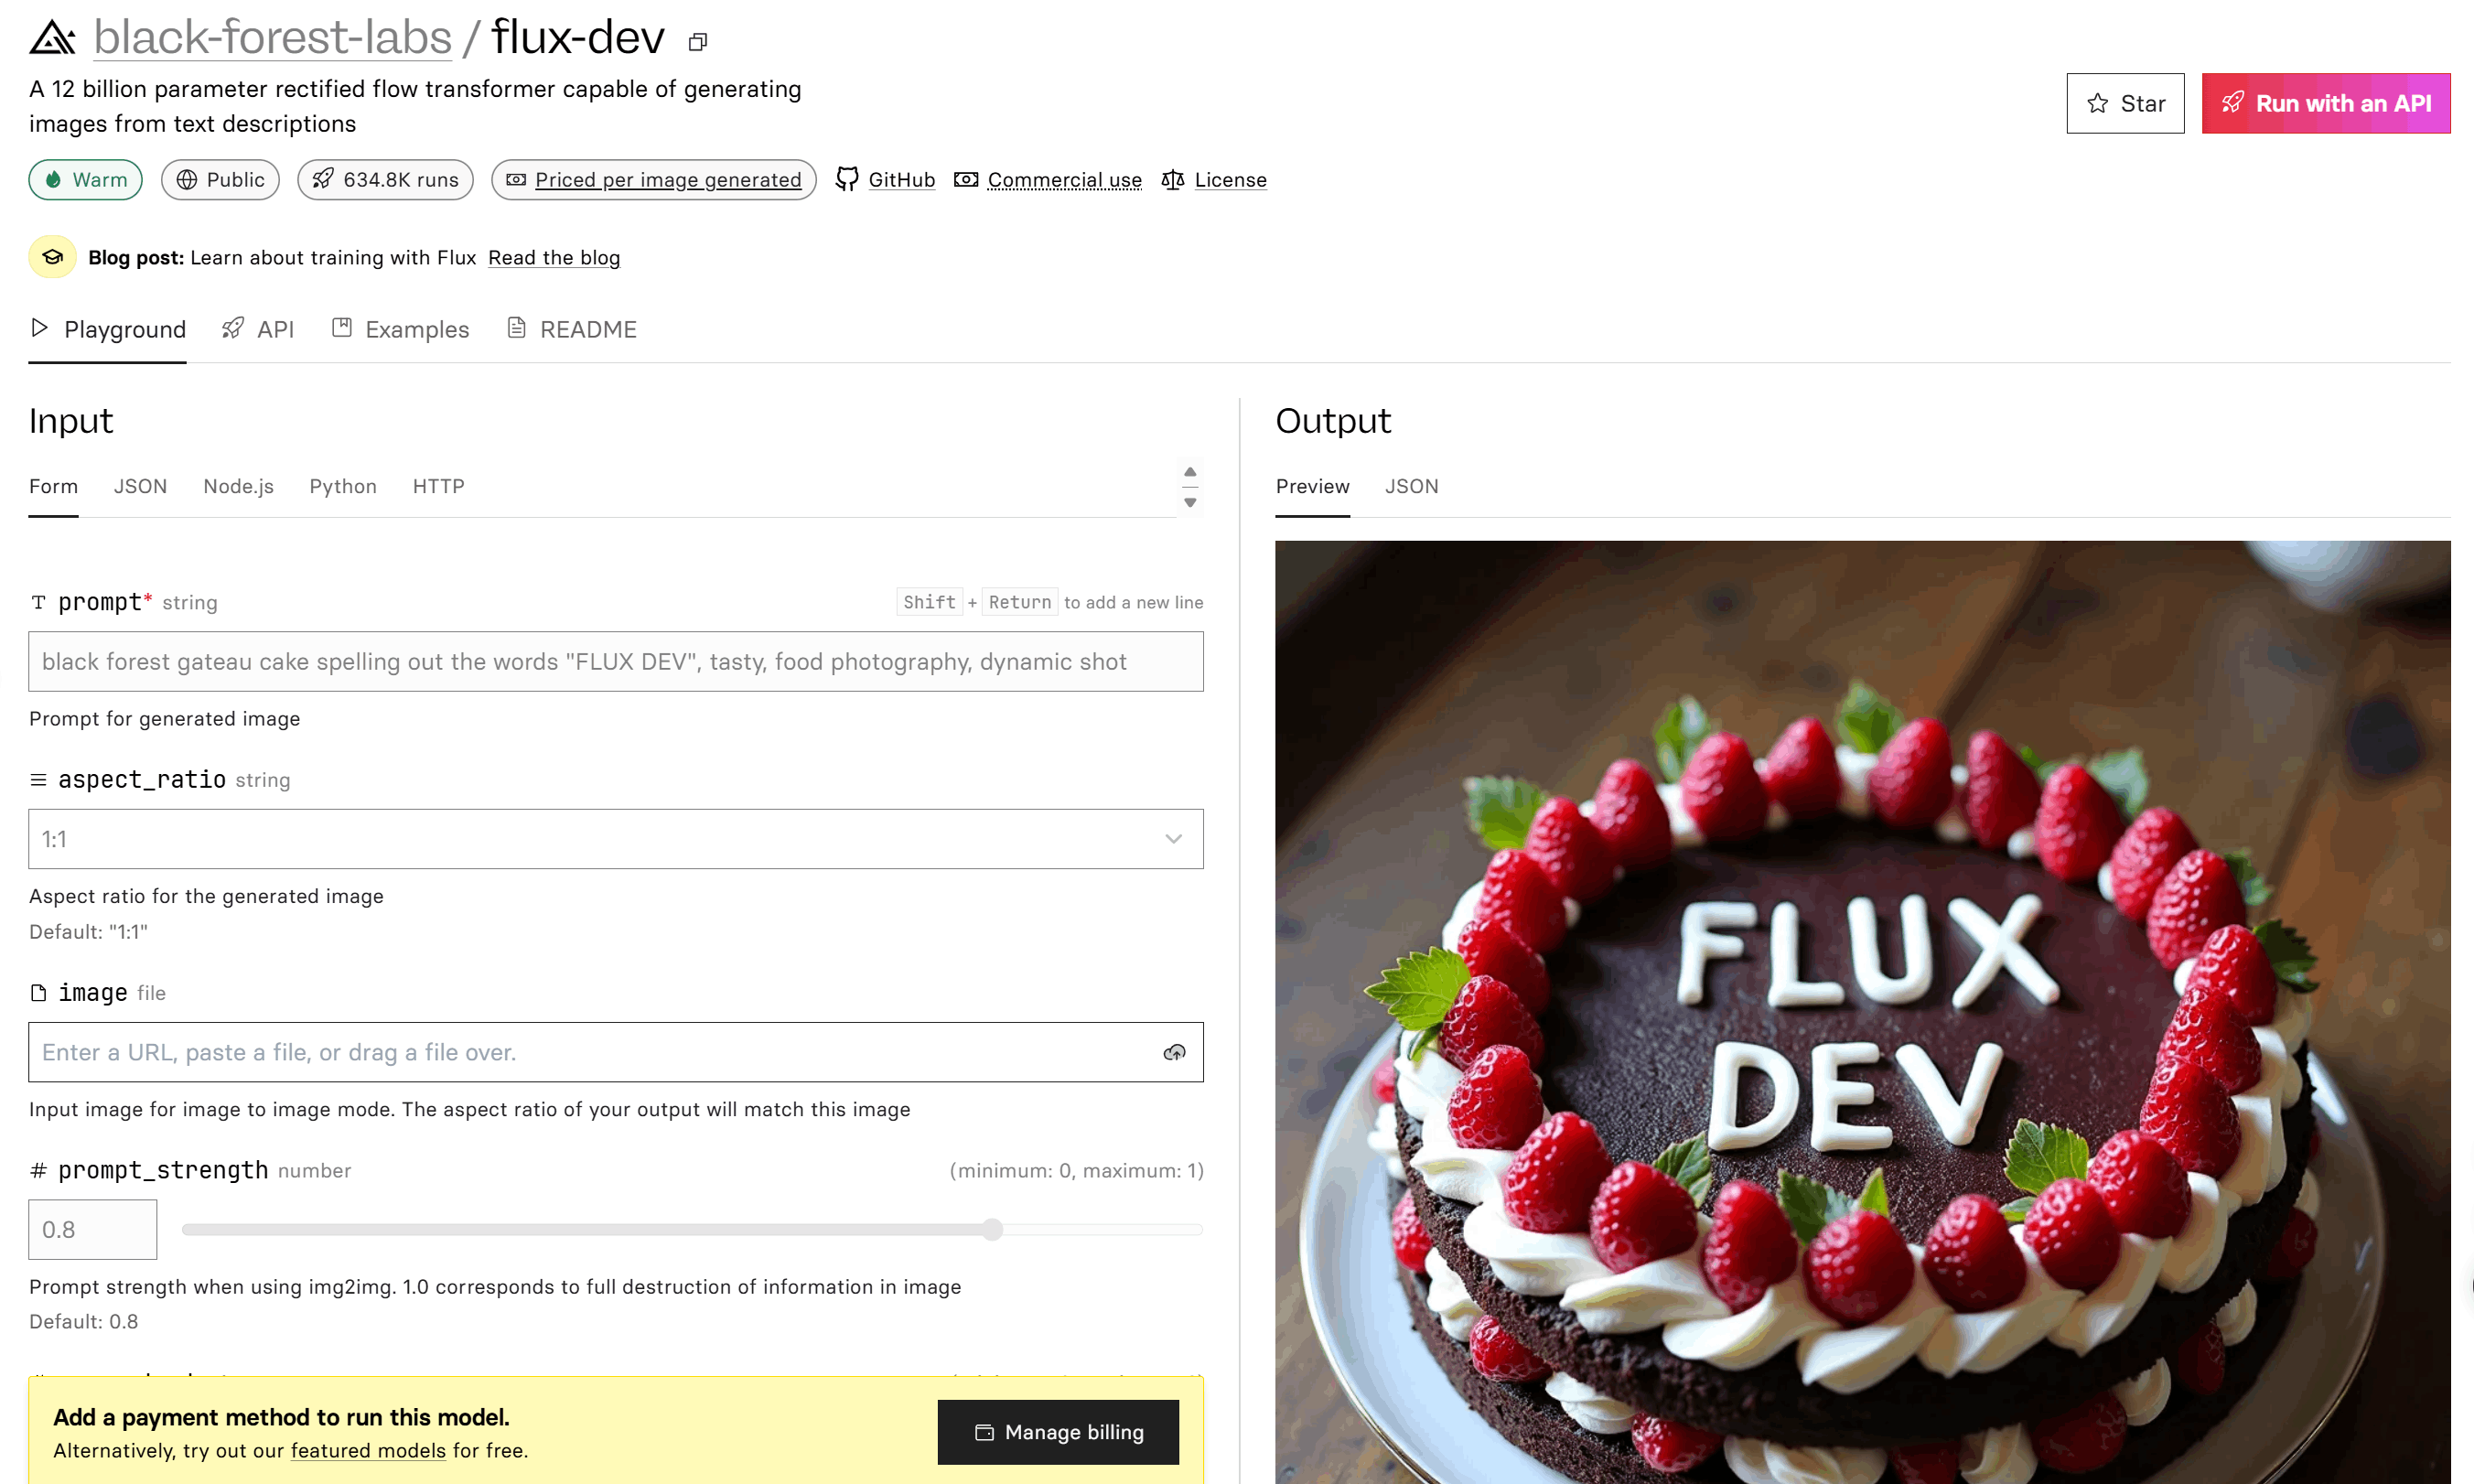 black-forest-labs / flux-dev
A 12 billion parameter rectified flow transformer capable of generating
images from text descriptions
Star
Run with an API
Warm
Public
634.8K runs
Priced per image generated
GitHub
Commercial use
License
Blog post: Learn about training with Flux Read the blog
Playground
API
Examples
README
Input
Form
JSON
Node.js
Python
HTTP
prompt* string
Shift + Return to add a new line
black forest gateau cake spelling out the words "FLUX DEV", tasty, food photography, dynamic shot
Prompt for generated image
aspect_ratio string
1:1
Aspect ratio for the generated image
Default: "1:1"
image file
Enter a URL, paste a file, or drag a file over.
Input image for image to image mode. The aspect ratio of your output will match this image
# prompt_strength number
(minimum: 0, maximum: 1)
0.8
Prompt strength when using img2img. 1.0 corresponds to full destruction of information in image
Default: 0.8
Add a payment method to run this model.
Alternatively, try out our featured models for free.
Manage billing
Output
Preview
JSON
FLUX
DEV